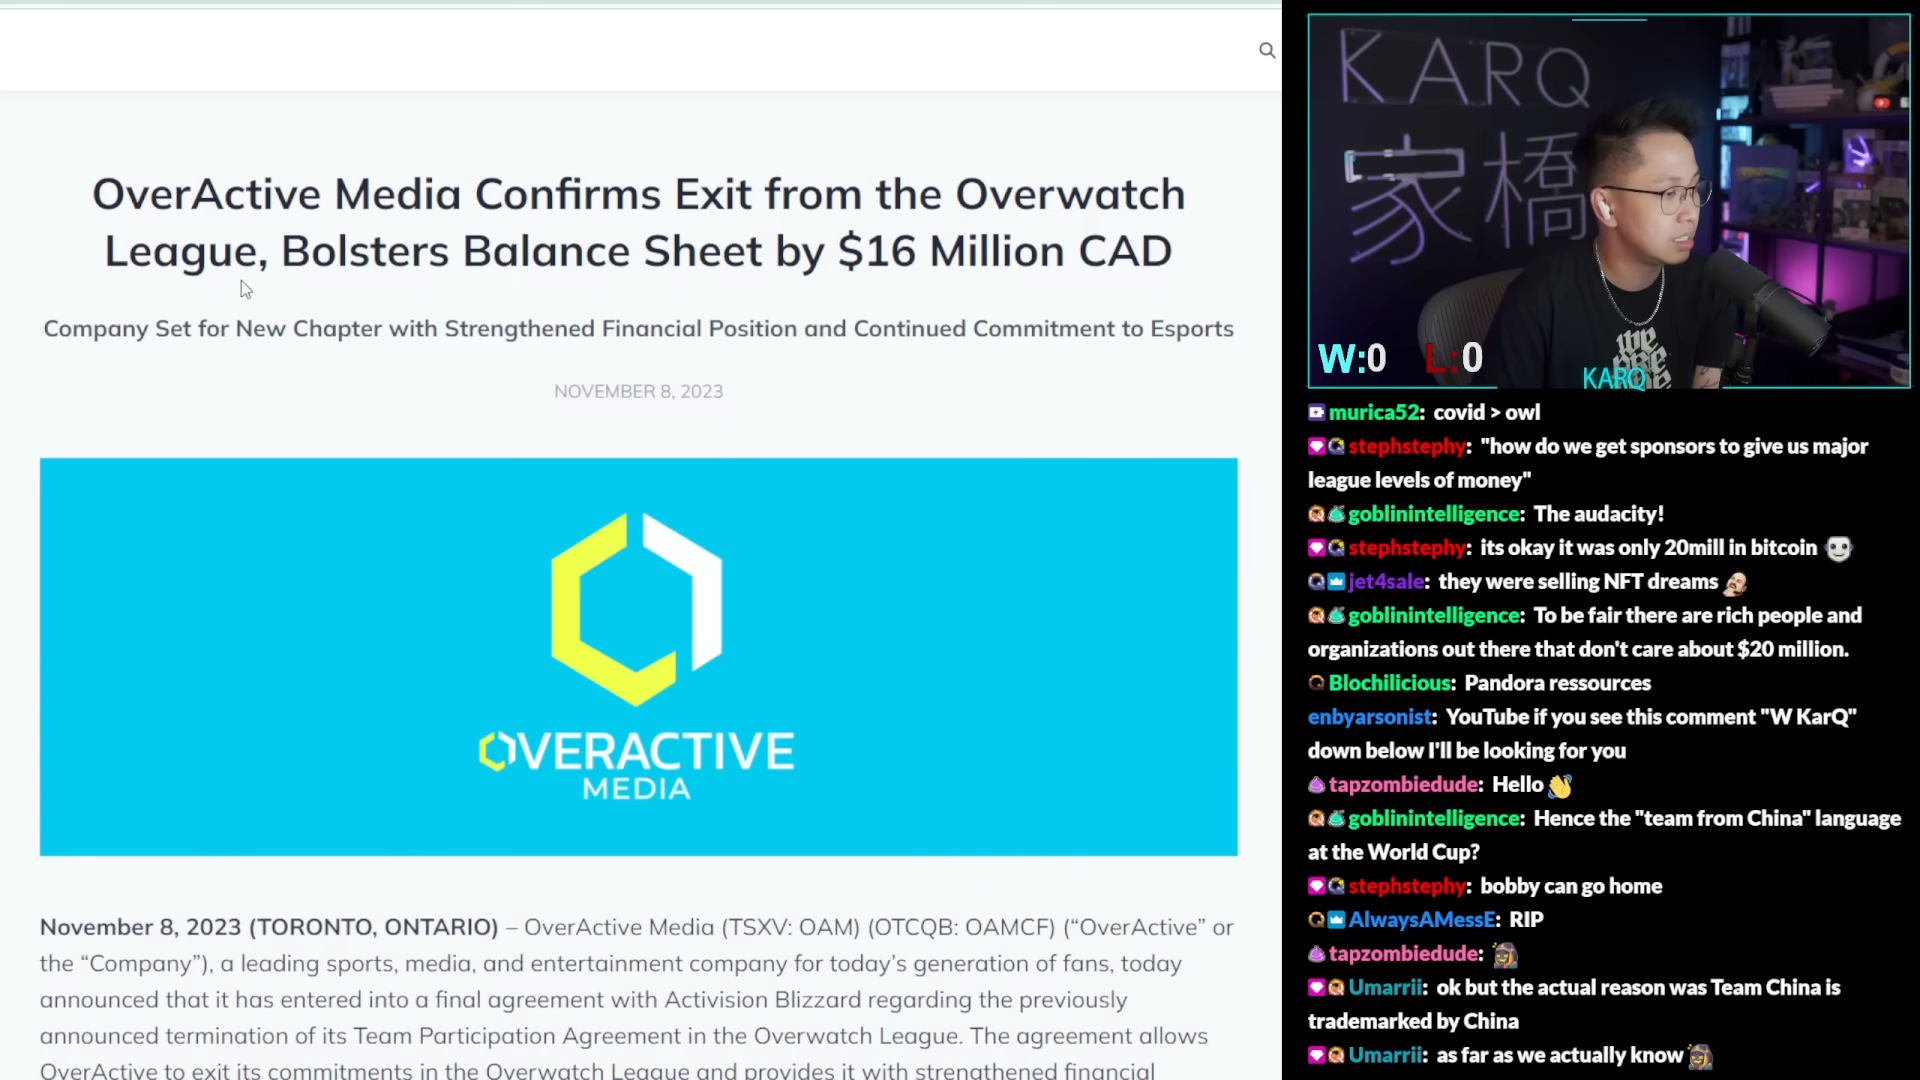 OverActive Media Confirms Exit from the Overwatch
League, Bolsters Balance Sheet by $16 Million CAD
Company Set for New Chapter with Strengthened Financial Position and Continued Commitment to Esports
NOVEMBER 8, 2023
OVERACTIVE
MEDIA
November 8, 2023 (TORONTO, ONTARIO) – OverActive Media (TSXV: OAM) (OTCQB: OAMCF) (“OverActive” or
the “Company”), a leading sports, media, and entertainment company for today’s generation of fans, today
announced that it has entered into a final agreement with Activision Blizzard regarding the previously
announced termination of its Team Participation Agreement in the Overwatch League. The agreement allows
OverActive to exit its commitments in the Overwatch League and provides it with strengthened financial
KARQ
家橋
W:0 L:0
KARQ
murica52: covid > owl
stephstephy: "how do we get sponsors to give us major
league levels of money"
goblinintelligence: The audacity!
stephstephy: its okay it was only 20mill in bitcoin
jet4sale: they were selling NFT dreams
goblinintelligence: To be fair there are rich people and
organizations out there that don't care about $20 million.
Blochilicious: Pandora ressources
enbyarsonist: YouTube if you see this comment "W KarQ"
down below I'll be looking for you
tapzombiedude: Hello
goblinintelligence: Hence the "team from China" language
at the World Cup?
stephstephy: bobby can go home
AlwaysAMessE: RIP
tapzombiedude:
Umarrii: ok but the actual reason was Team China is
trademarked by China
Umarrii: as far as we actually know